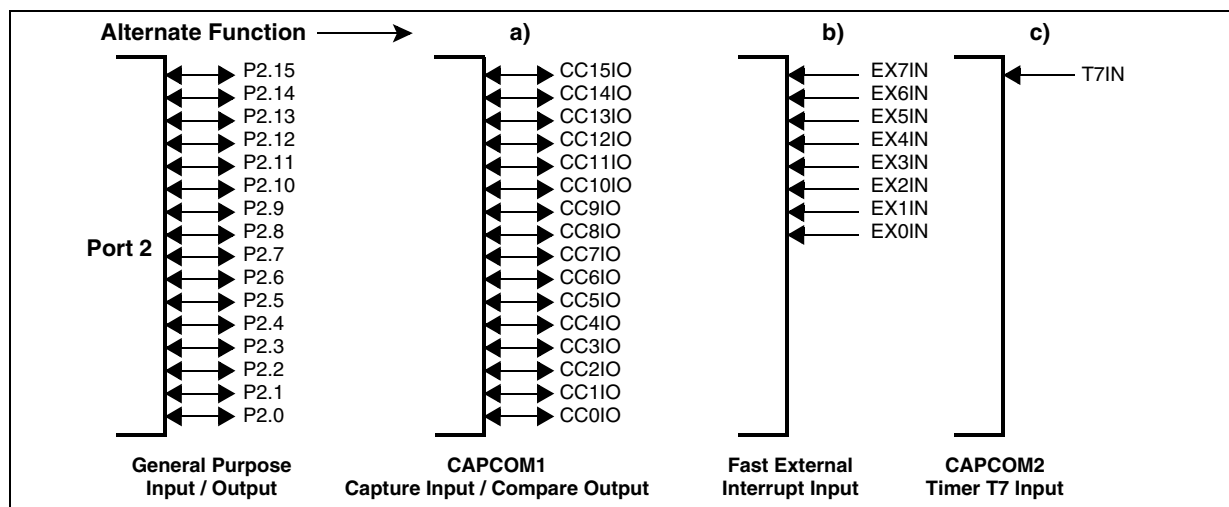 Alternate Function a) b) c)
P2.15 CC15IO EX7IN T7IN
P2.14 CC14IO EX6IN
P2.13 CC13IO EX5IN
P2.12 CC12IO EX4IN
P2.11 CC11IO EX3IN
P2.10 CC10IO EX2IN
P2.9 CC9IO EX1IN
P2.8 CC8IO EX0IN
Port 2 P2.7 CC7IO
P2.6 CC6IO
P2.5 CC5IO
P2.4 CC4IO
P2.3 CC3IO
P2.2 CC2IO
P2.1 CC1IO
P2.0 CC0IO
General Purpose CAPCOM1 Fast External CAPCOM2
Input / Output Capture Input / Compare Output Interrupt Input Timer T7 Input